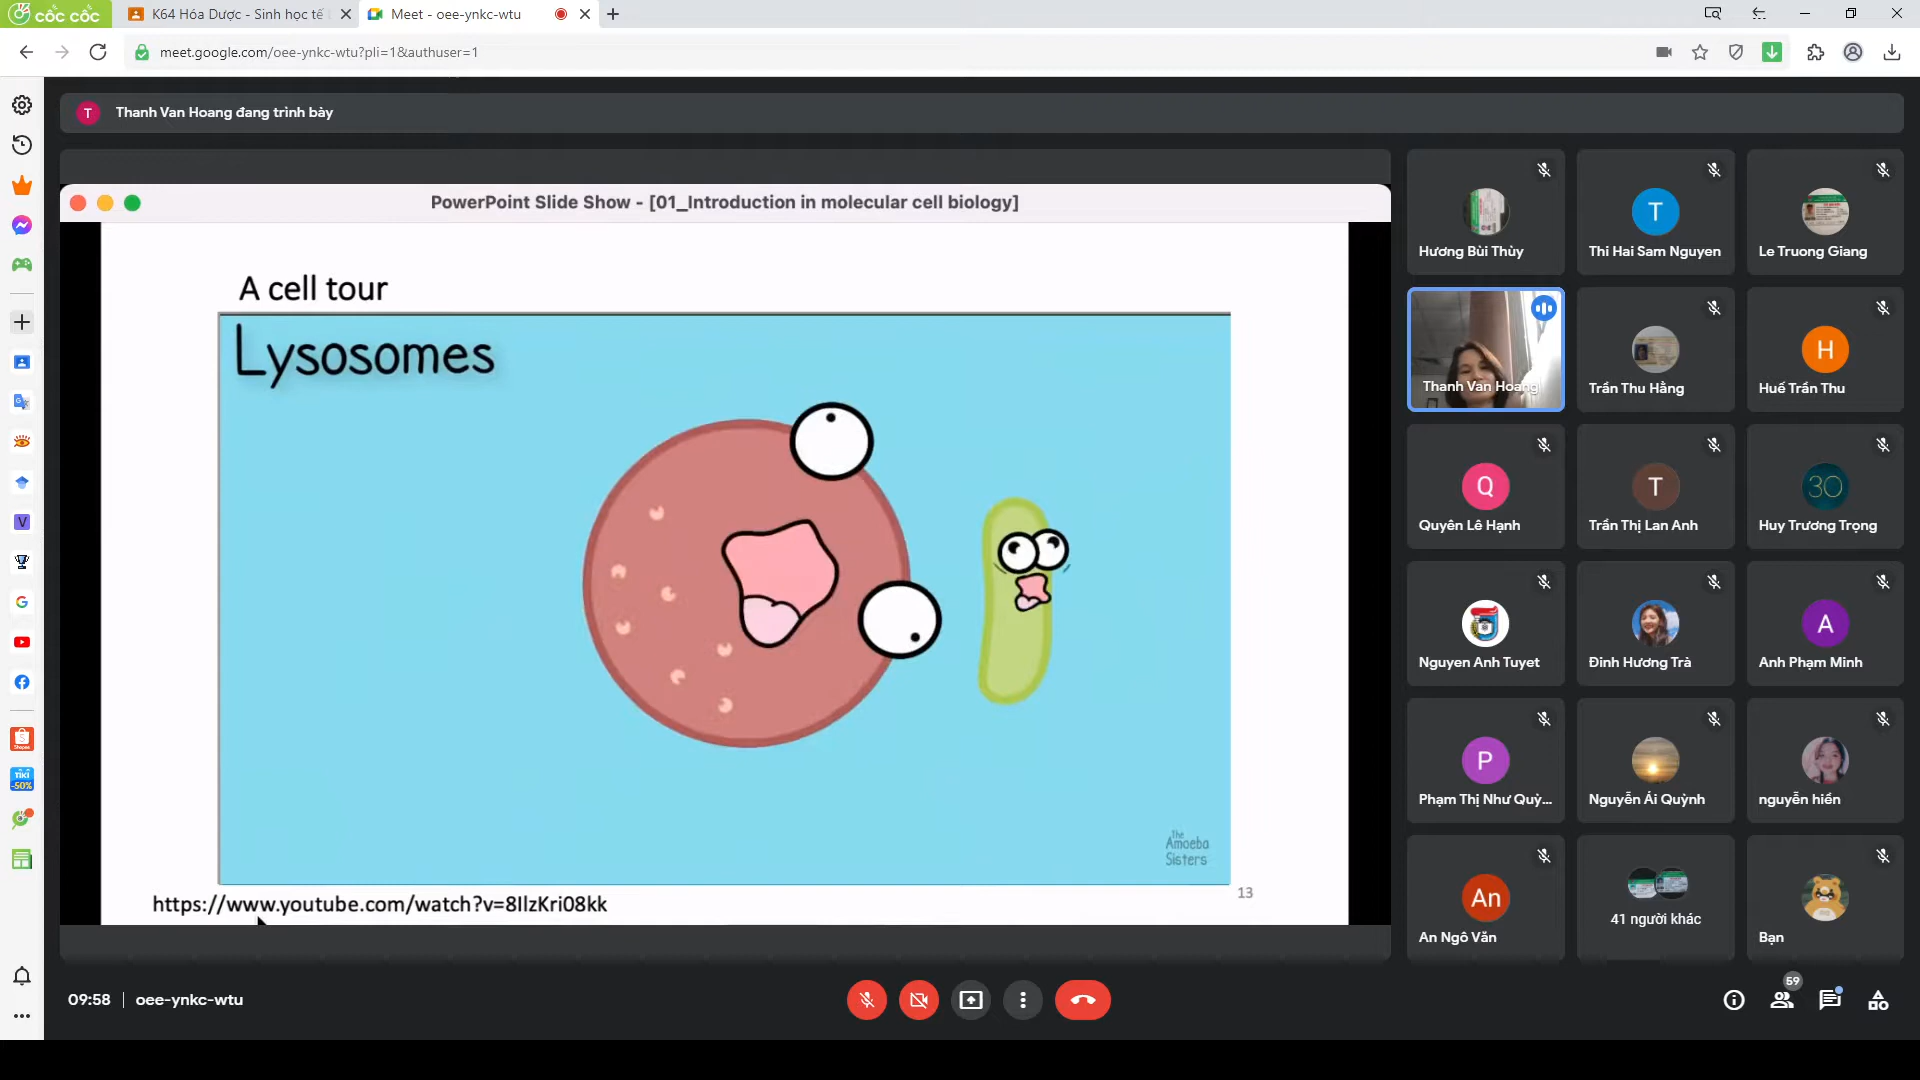 cốc cốc
K64 Hóa Dược - Sinh học tế
Meet - oee-ynkc-wtu
meet.google.com/oee-ynkc-wtu?pli=1&authuser=1
T
Thanh Van Hoang đang trình bày
PowerPoint Slide Show - [01_Introduction in molecular cell biology]
A cell tour
Lysosomes
The
Amoeba
Sisters
13
https://www.youtube.com/watch?v=8IlzKri08kk
Hương Bùi Thùy
T
Thi Hai Sam Nguyen
Le Truong Giang
Thanh Van Hoang
Trần Thu Hằng
H
Huế Trần Thu
Q
Quyên Lê Hạnh
T
Trần Thị Lan Anh
30
Huy Trương Trọng
Nguyen Anh Tuyet
Đinh Hương Trà
A
Anh Phạm Minh
P
Phạm Thị Như Quỳ...
Nguyễn Ái Quỳnh
nguyễn hiền
An
An Ngô Văn
41 người khác
Bạn
V
G
Shopee
TIKI
-50%
09:58
oee-ynkc-wtu
59